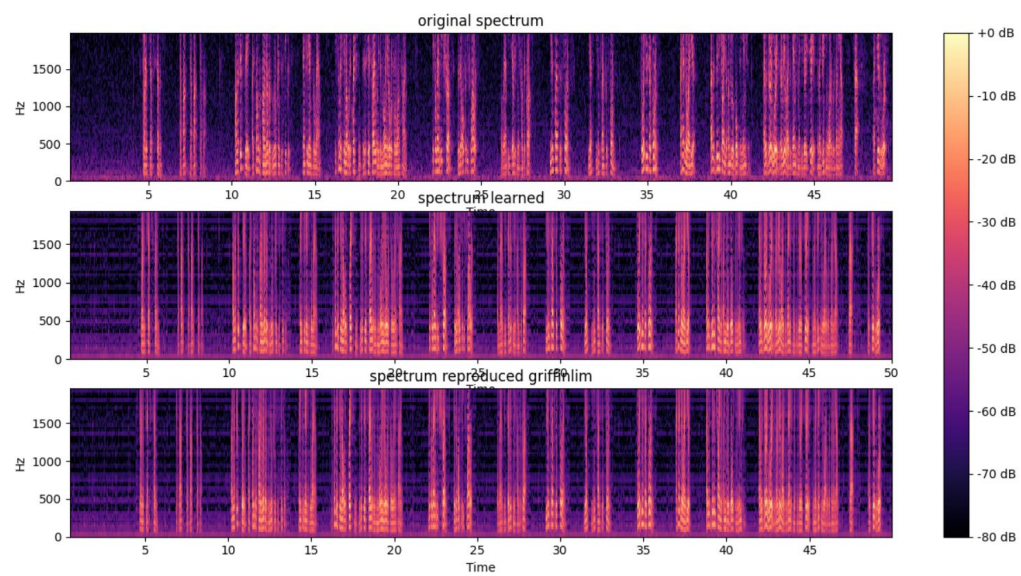 original spectrum
+0 dB
-10 dB
-20 dB
-30 dB
-40 dB
-50 dB
-60 dB
-70 dB
-80 dB
Hz
1500
1000
500
0
5 10 15 20 25 30 35 40 45
Time
spectrum learned
Hz
1500
1000
500
0
5 10 15 20 25 30 35 40 45 50
Time
spectrum reproduced griffinlim
Hz
1500
1000
500
0
5 10 15 20 25 30 35 40 45
Time